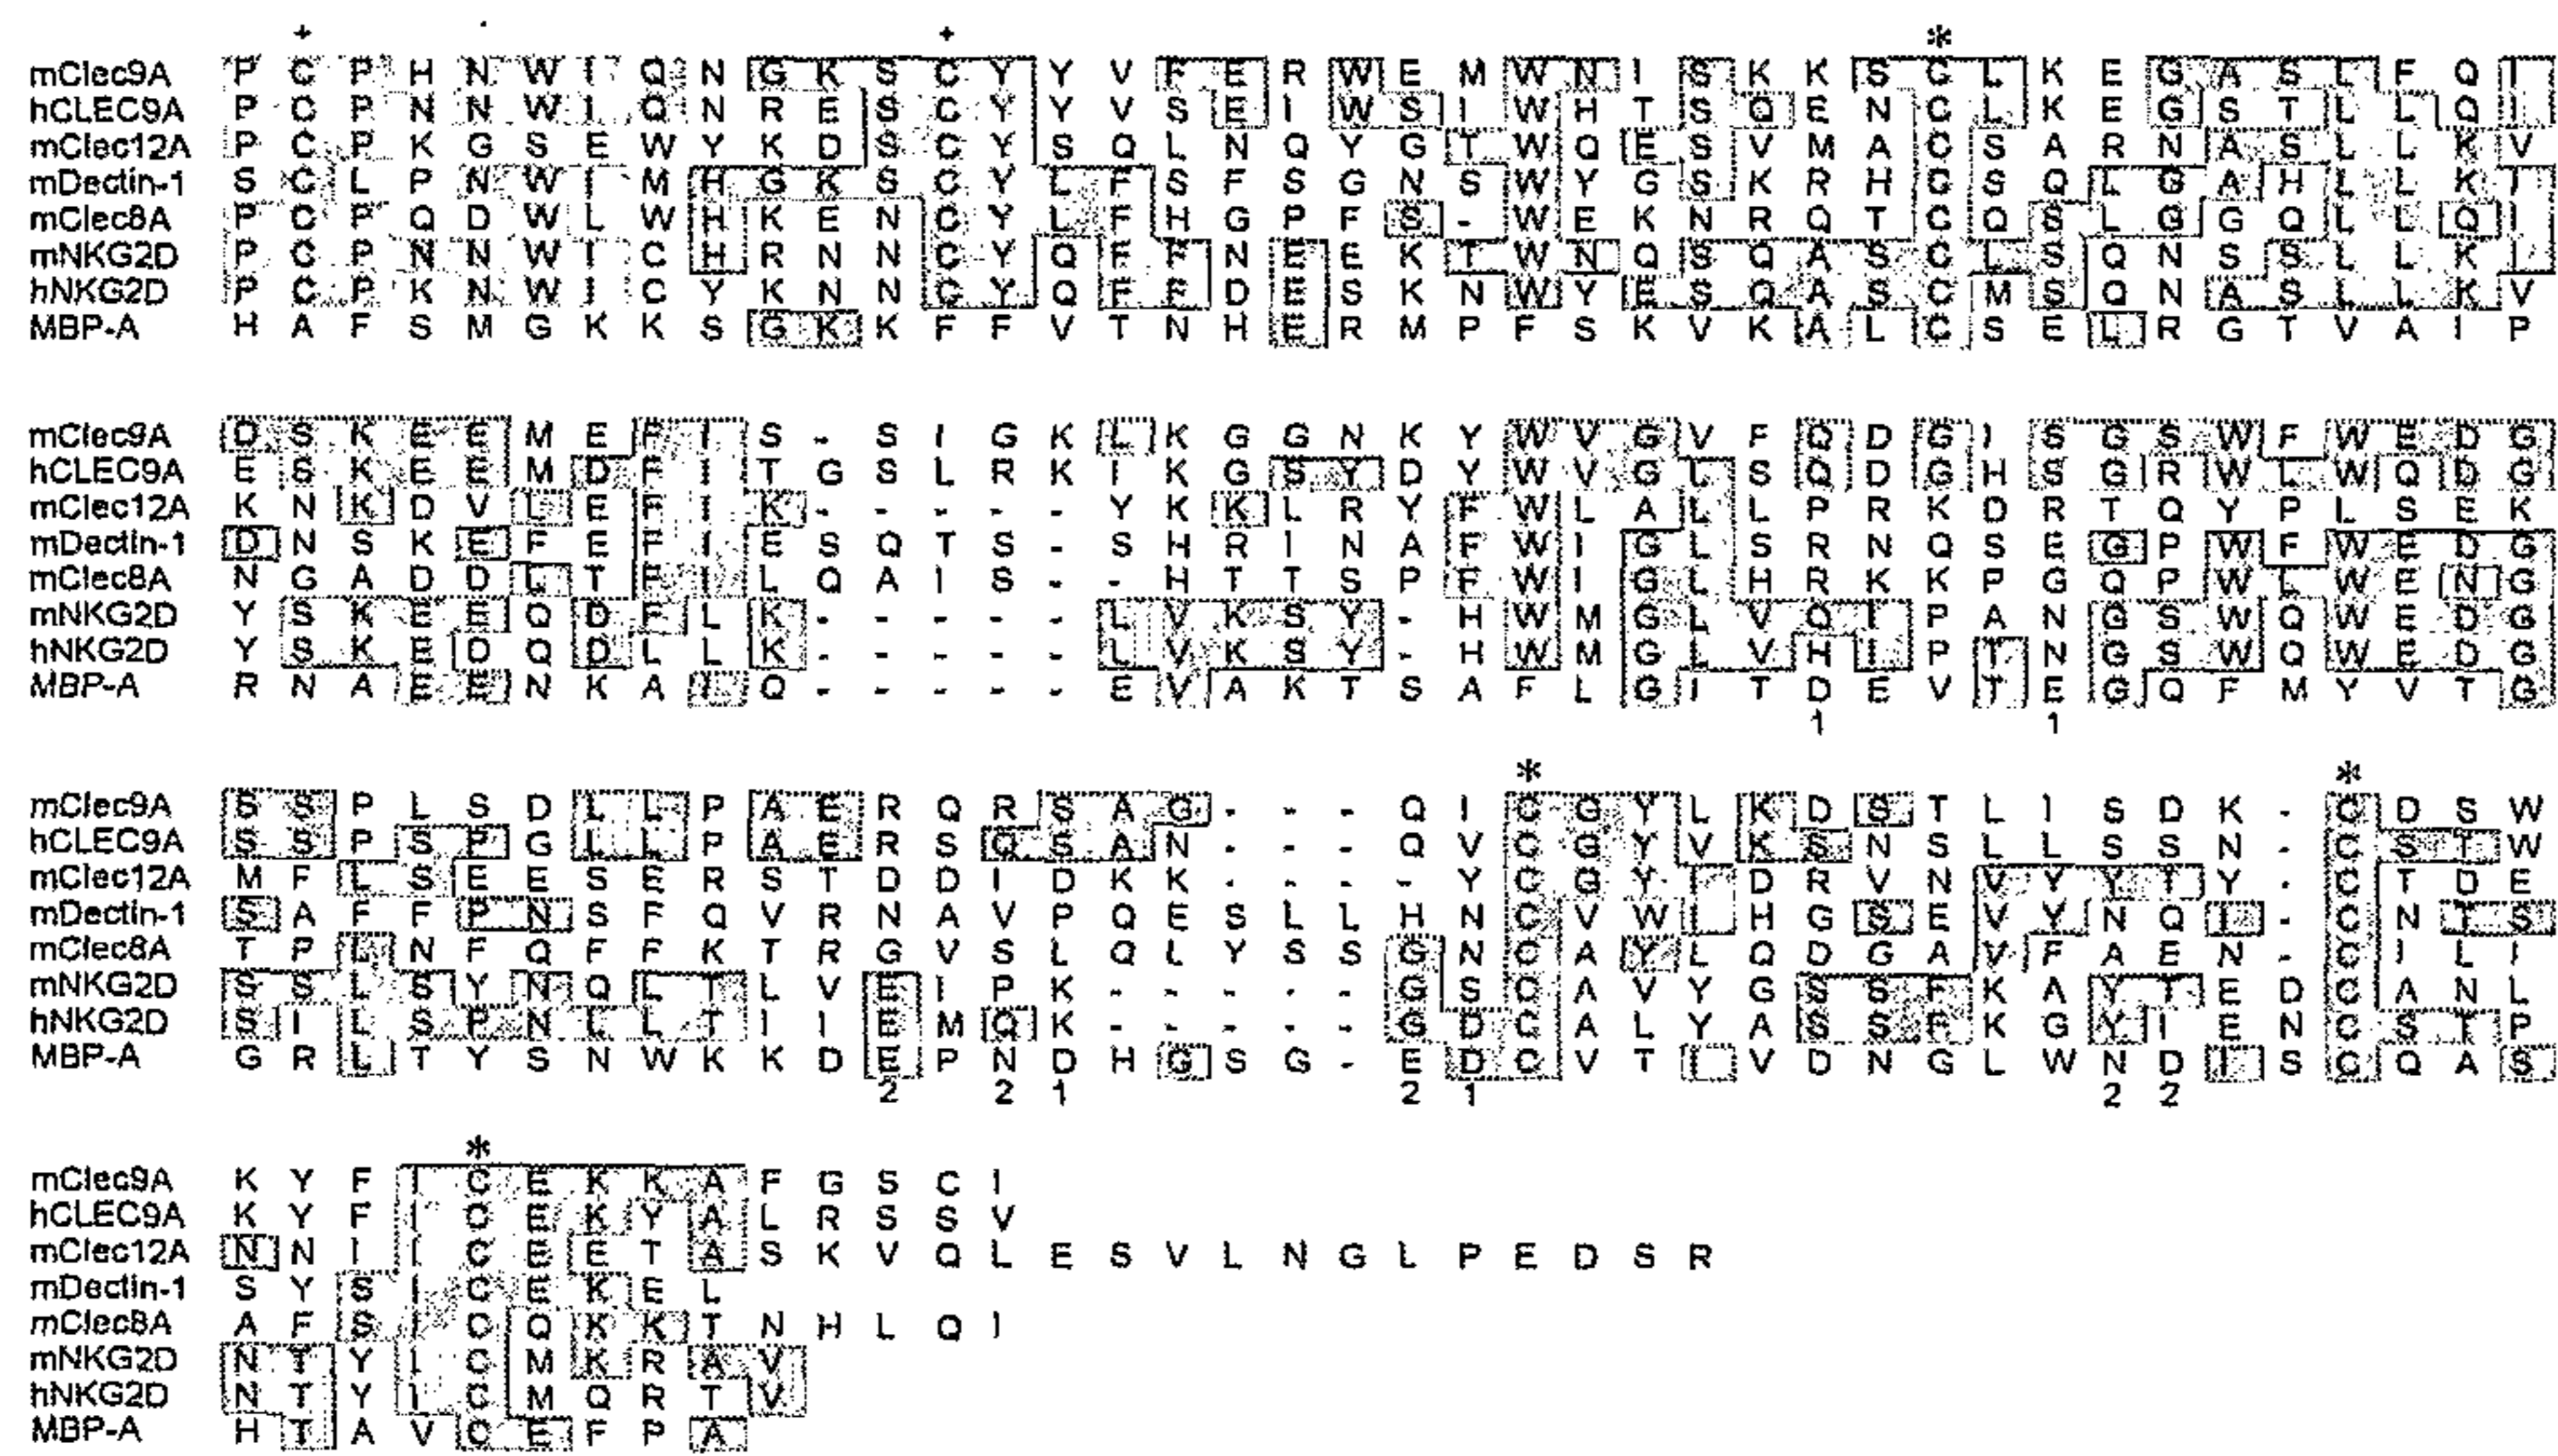 + + *
mClec9A P C P H N W I Q N G K S C Y Y V F E R W E M W N I S K K S C L K E G A S L F Q I
hCLEC9A P C P N N W I Q N R E S C Y Y V S E I W S I W H T S Q E N C L K E G S T L L Q I
mClec12A P C P K G S E W Y K D S C Y S Q L N Q Y G T W Q E S V M A C S A R N A S L L K V
mDectin-1 S C L P N W I M H G K S C Y L F S F S G N S W Y G S K R H C S Q L G A H L L K I
mClec8A P C P Q D W L W H K E N C Y L F H G P F S - W E K N R Q T C Q S L G G Q L L Q I
mNKG2D P C P N N W I C H R N N C Y Q F F N E E K T W N Q S Q A S C L S Q N S S L L K I
hNKG2D P C P K N W I C Y K N N C Y Q F F D E S K N W Y E S Q A S C M S Q N A S L L K V
MBP-A H A F S M G K K S G K K F F V T N H E R M P F S K V K A L C S E L R G T V A I P
mClec9A D S K E E M E F I S - S I G K L K G G N K Y W V G V F Q D G I S G S W F W E D G
hCLEC9A E S K E E M D F I T G S L R K I K G S Y D Y W V G L S Q D G H S G R W L W Q D G
mClec12A K N K D V L E F I K - - - - - Y K K L R Y F W L A L L P R K D R T Q Y P L S E K
mDectin-1 D N S K E F E F I E S Q T S - S H R I N A F W I G L S R N Q S E G P W F W E D G
mClec8A N G A D D L T F I L Q A I S - - H T T S P F W I G L H R K K P G Q P W L W E N G
mNKG2D Y S K E E Q D F L K - - - - - L V K S Y - H W M G L V Q I P A N G S W Q W E D G
hNKG2D Y S K E D Q D L L K - - - - - L V K S Y - H W M G L V H I P T N G S W Q W E D G
MBP-A R N A E E N K A I Q - - - - - E V A K T S A F L G I T D E V T E G Q F M Y V T G
1 1
* *
mClec9A S S P L S D L L P A E R Q R S A G - - - Q I C G Y L K D S T L I S D K - C D S W
hCLEC9A S S P S P G L L P A E R S Q S A N - - - Q V C G Y V K S N S L L S S N - C S T W
mClec12A M F L S E E S E R S T D D I D K K - - - - Y C G Y I D R V N V Y Y T Y - C T D E
mDectin-1 S A F F P N S F Q V R N A V P Q E S L L H N C V W I H G S E V Y N Q I - C N T S
mClec8A T P L N F Q F F K T R G V S L Q L Y S S G N C A Y L Q D G A V F A E N - C I L I
mNKG2D S S L S Y N Q L T L V E I P K - - - - - G S C A V Y G S S F K A Y T E D C A N L
hNKG2D S I L S P N L L T I I E M Q K - - - - - G D C A L Y A S S F K G Y I E N C S T P
MBP-A G R L T Y S N W K K D E P N D H G S G - E D C V T I V D N G L W N D I S C Q A S
2 2 1 2 1 2 2
*
mClec9A K Y F I C E K K A F G S C I
hCLEC9A K Y F I C E K Y A L R S S V
mClec12A N N I I C E E T A S K V Q L E S V L N G L P E D S R
mDectin-1 S Y S I C E K E L
mClec8A A F S I C Q K K T N H L Q I
mNKG2D N T Y I C M K R A V
hNKG2D N T Y I C M Q R T V
MBP-A H T A V C E F P A